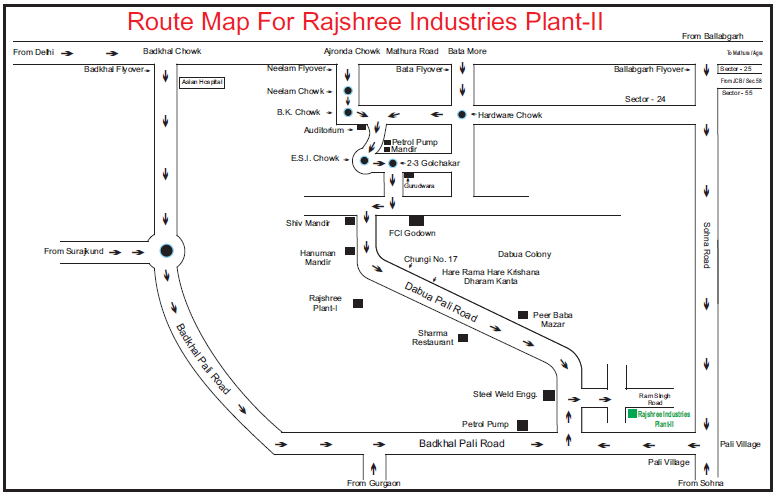 Route Map For Rajshree Industries Plant-II
From Ballabgarh
From Delhi
Badkhal Chowk
Ajronda Chowk
Mathura Road
Bata More
To Mathura / Agra
Badkhal Flyover
Neelam Flyover
Bata Flyover
Ballabgarh Flyover
Sector - 25
Asian Hospital
From JCB / Sec.58
Neelam Chowk
Sector - 55
Sector - 24
B.K. Chowk
Hardware Chowk
Auditorium
Petrol Pump
Mandir
E.S.I. Chowk
2-3 Golchakar
Gurudwara
Shiv Mandir
FCI Godown
Sohna Road
From Surajkund
Hanuman
Mandir
Chungi No. 17
Dabua Colony
Hare Rama Hare Krishana
Dharam Kanta
Dabua Pali Road
Rajshree
Plant-I
Peer Baba
Mazar
Sharma
Restaurant
Badkhal Pali Road
Steel Weld Engg.
Ram Singh
Road
Rajshree Industries
Plant-II
Petrol Pump
Badkhal Pali Road
Pali Village
Pali Village
From Gurgaon
From Sohna